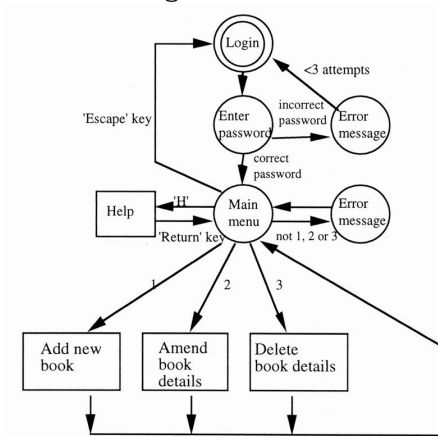 Login
<3 attempts
'Escape' key
Enter
password
incorrect
password
Error
message
correct
password
Help
'H'
'Return' key
Main
menu
Error
message
not 1, 2 or 3
1
2
3
Add new
book
Amend
book
details
Delete
book details